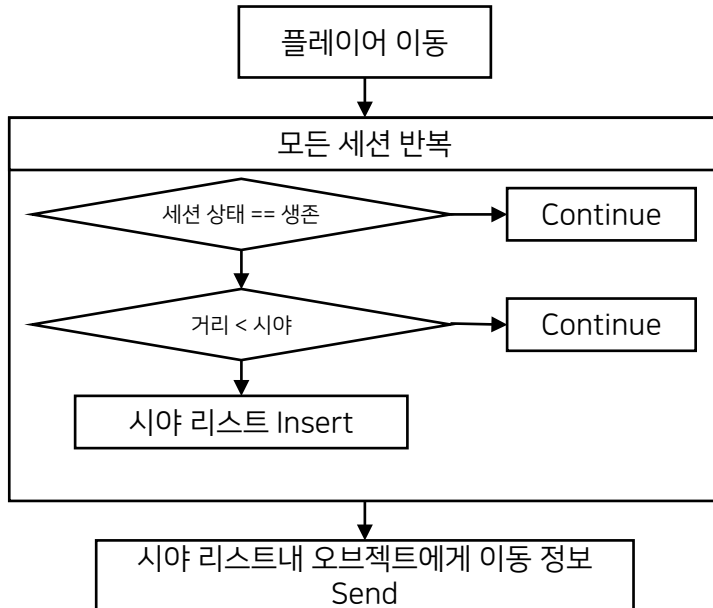 플레이어 이동
모든 세션 반복
세션 상태 == 생존
Continue
거리 < 시야
Continue
시야 리스트 Insert
시야 리스트내 오브젝트에게 이동 정보
Send